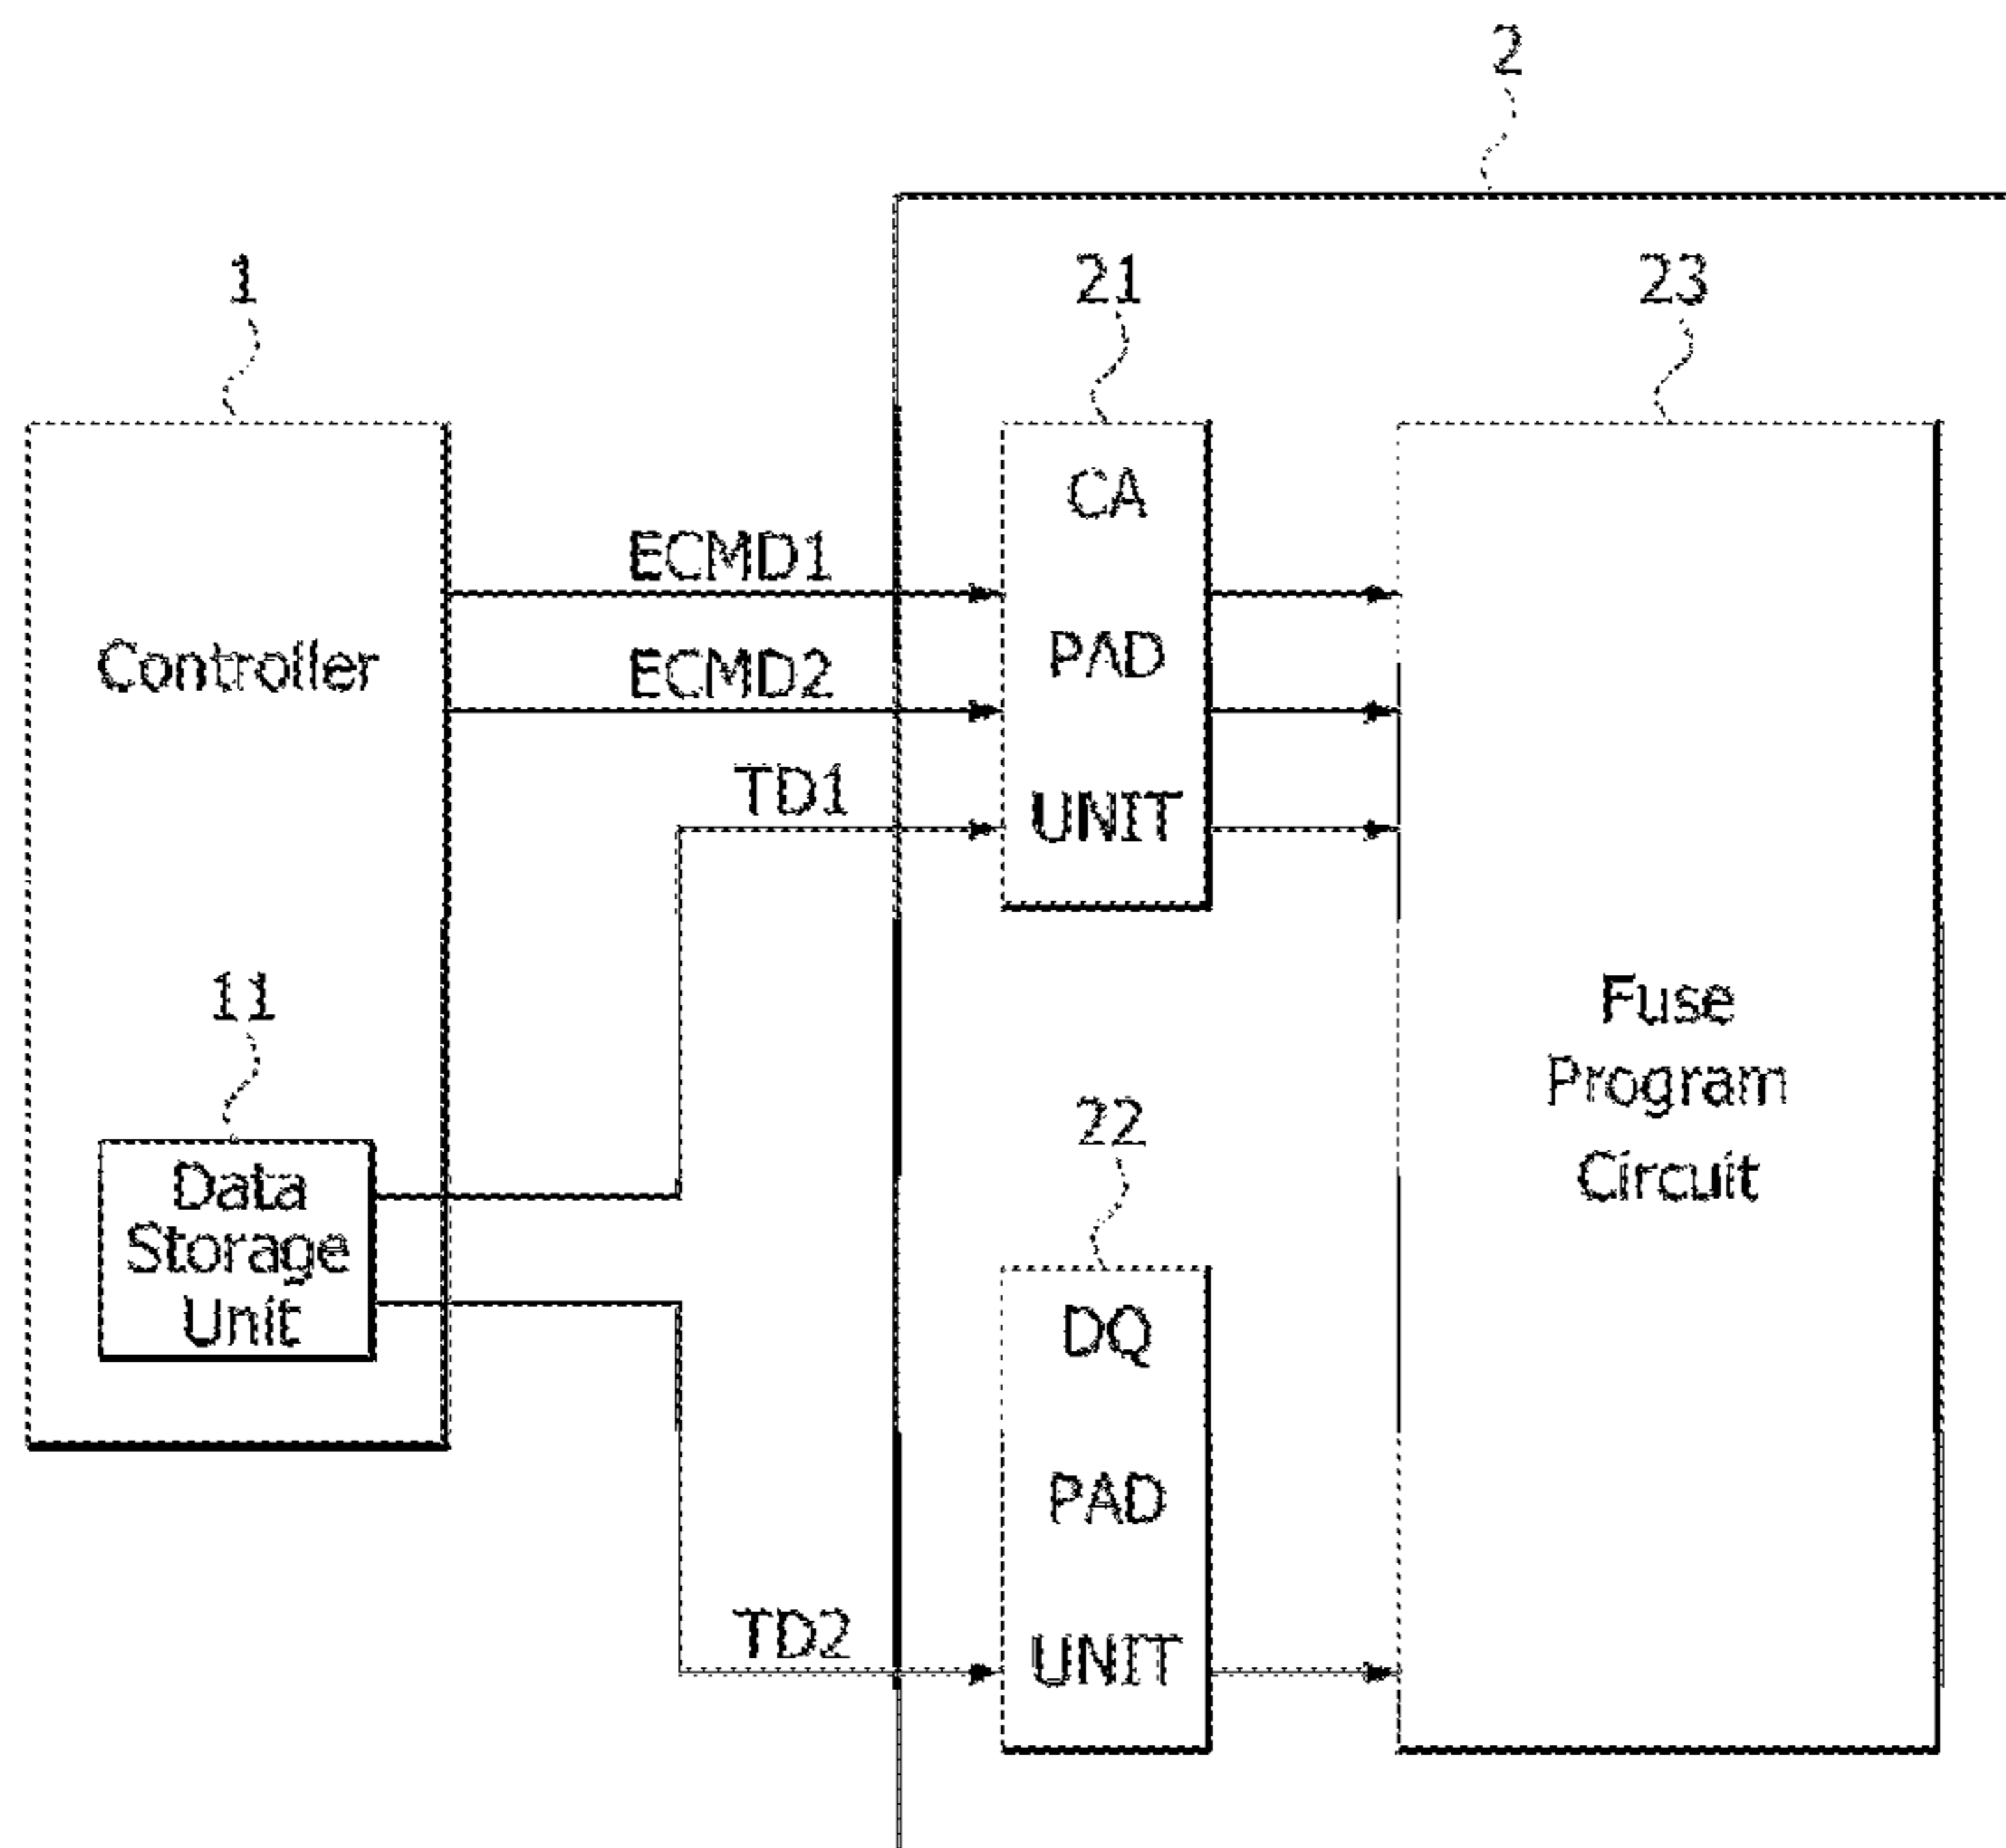 2
1
21
23
CA
ECMD1
Controller
PAD
ECMD2
TD1
UNIT
11
Fuse
Program
Circuit
22
Data
Storage
Unit
DQ
PAD
TD2
UNIT